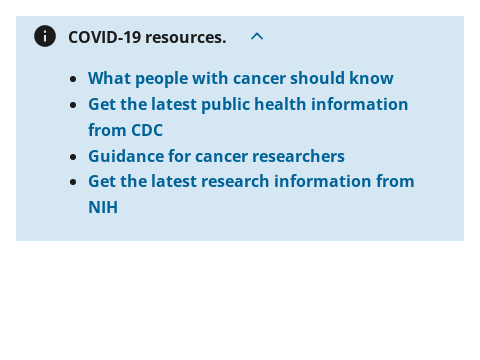 COVID-19 resources.
What people with cancer should know
Get the latest public health information
from CDC
Guidance for cancer researchers
Get the latest research information from
NIH